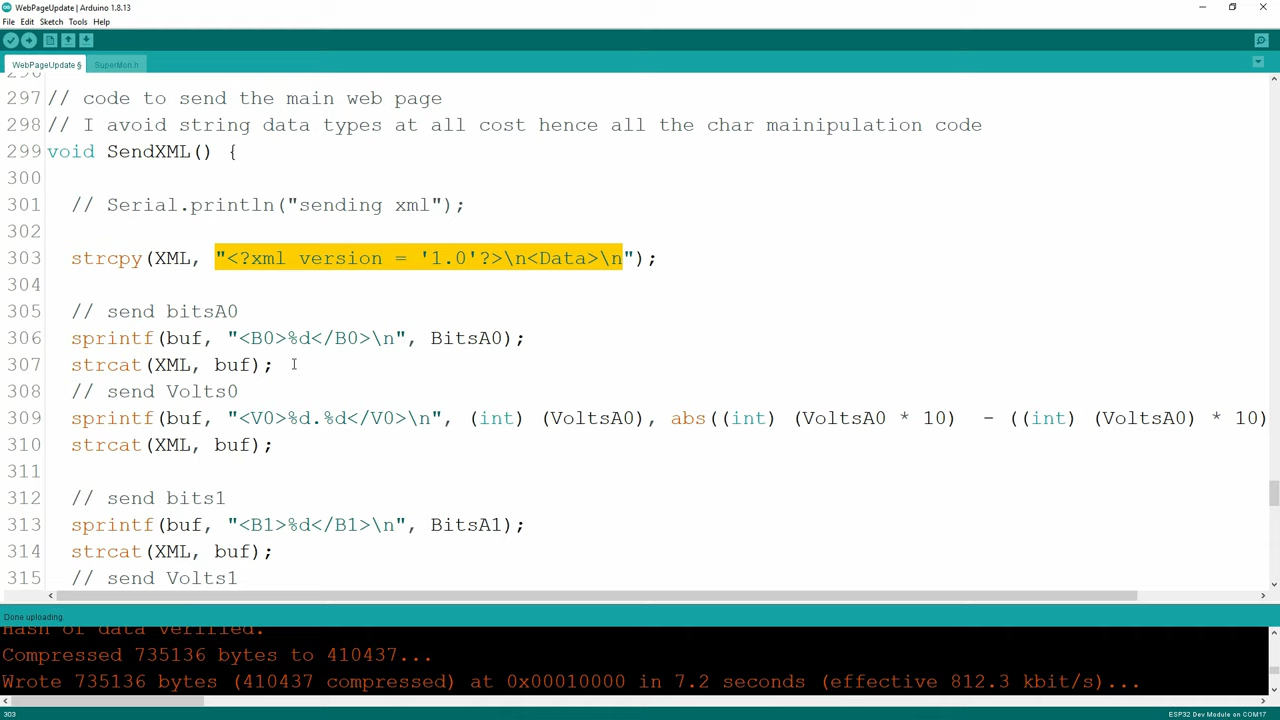 WebPageUpdate | Arduino 1.8.13
File Edit Sketch Tools Help
WebPageUpdate § SuperMon.h
296
297 // code to send the main web page
298 // I avoid string data types at all cost hence all the char mainipulation code
299 void SendXML() {
300
301 // Serial.println("sending xml");
302
303 strcpy(XML, "<?xml version = '1.0'?>\n<Data>\n");
304
305 // send bitsA0
306 sprintf(buf, "<B0>%d</B0>\n", BitsA0);
307 strcat(XML, buf);
308 // send Volts0
309 sprintf(buf, "<V0>%d.%d</V0>\n", (int) (VoltsA0), abs((int) (VoltsA0 * 10) - ((int) (VoltsA0) * 10)
310 strcat(XML, buf);
311
312 // send bits1
313 sprintf(buf, "<B1>%d</B1>\n", BitsA1);
314 strcat(XML, buf);
315 // send Volts1
Done uploading.
Hash of data verified.
Compressed 735136 bytes to 410437...
Wrote 735136 bytes (410437 compressed) at 0x00010000 in 7.2 seconds (effective 812.3 kbit/s)...
303 ESP32 Dev Module on COM17